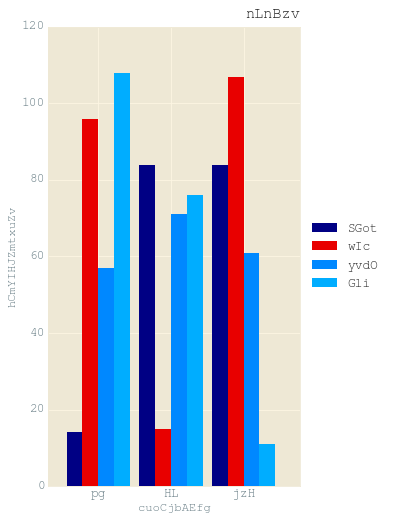 nLnBzv
120
100
80
60
40
20
0
hCmYIHJZmtxuZv
pg HL jzH
cuoCjbAEfg
SGot
wIc
yvdO
Gli